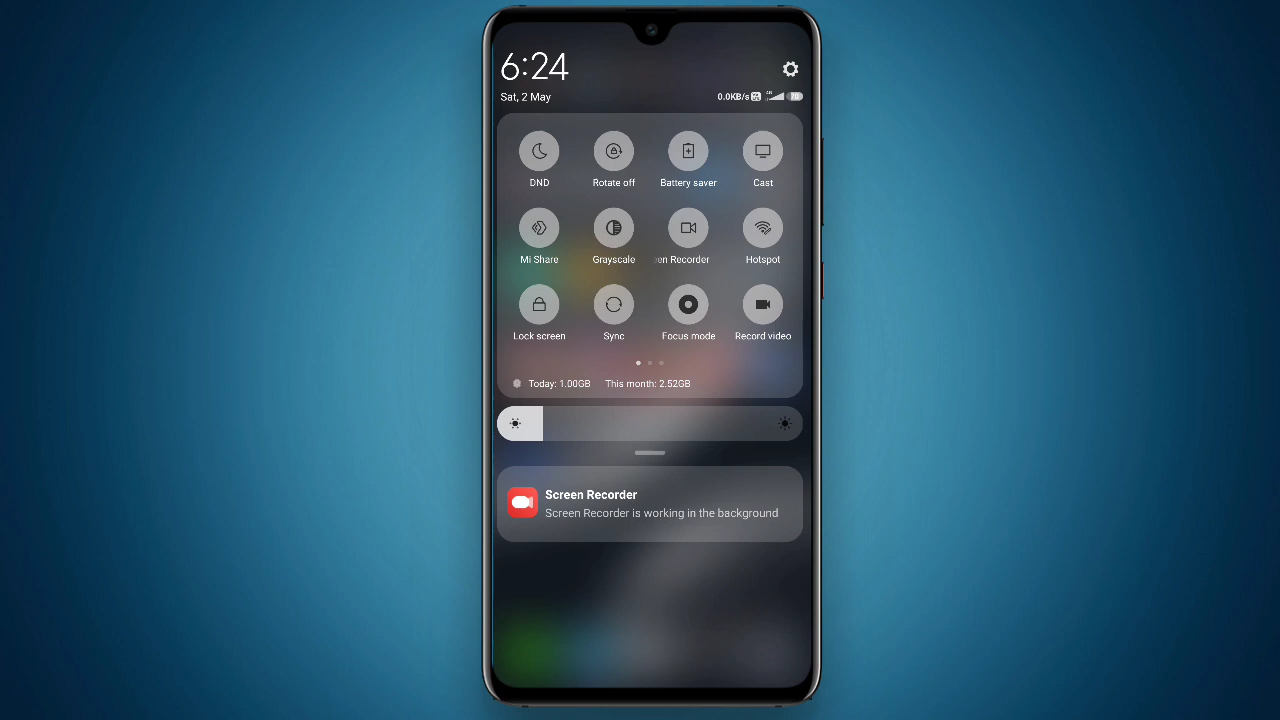 6:24
Sat, 2 May
0.0KB/s 4G 70
DND Rotate off Battery saver Cast
Mi Share Grayscale en Recorder Hotspot
Lock screen Sync Focus mode Record video
Today: 1.00GB This month: 2.52GB
Screen Recorder
Screen Recorder is working in the background